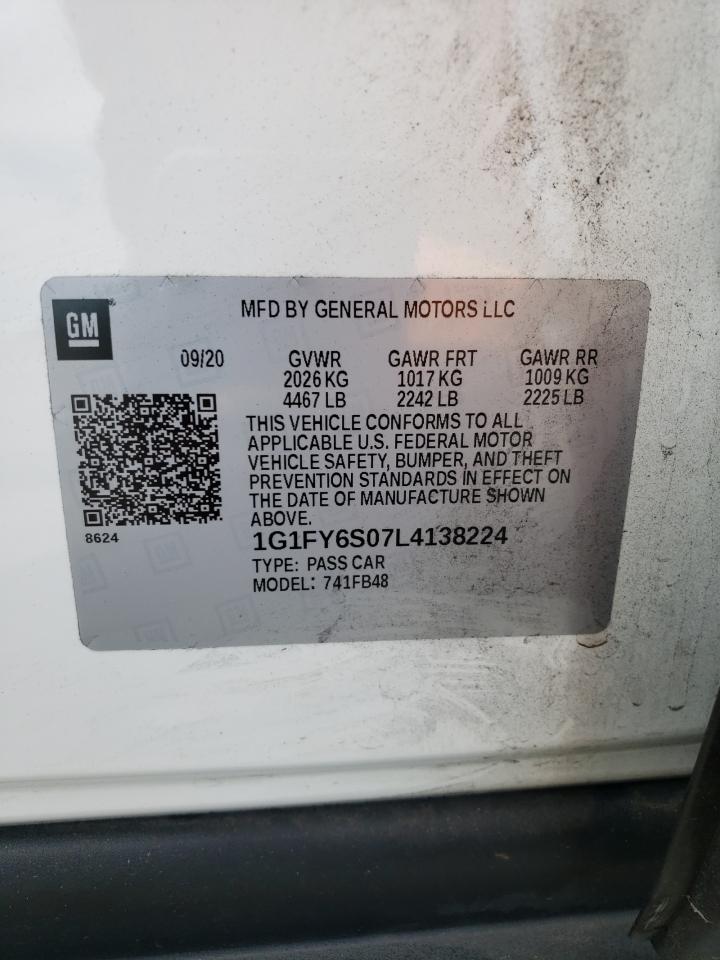 GM
MFD BY GENERAL MOTORS LLC
09/20 GVWR GAWR FRT GAWR RR
2026 KG 1017 KG 1009 KG
4467 LB 2242 LB 2225 LB
THIS VEHICLE CONFORMS TO ALL
APPLICABLE U.S. FEDERAL MOTOR
VEHICLE SAFETY, BUMPER, AND THEFT
PREVENTION STANDARDS IN EFFECT ON
THE DATE OF MANUFACTURE SHOWN
ABOVE.
8624
1G1FY6S07L4138224
TYPE: PASS CAR
MODEL: 741FB48